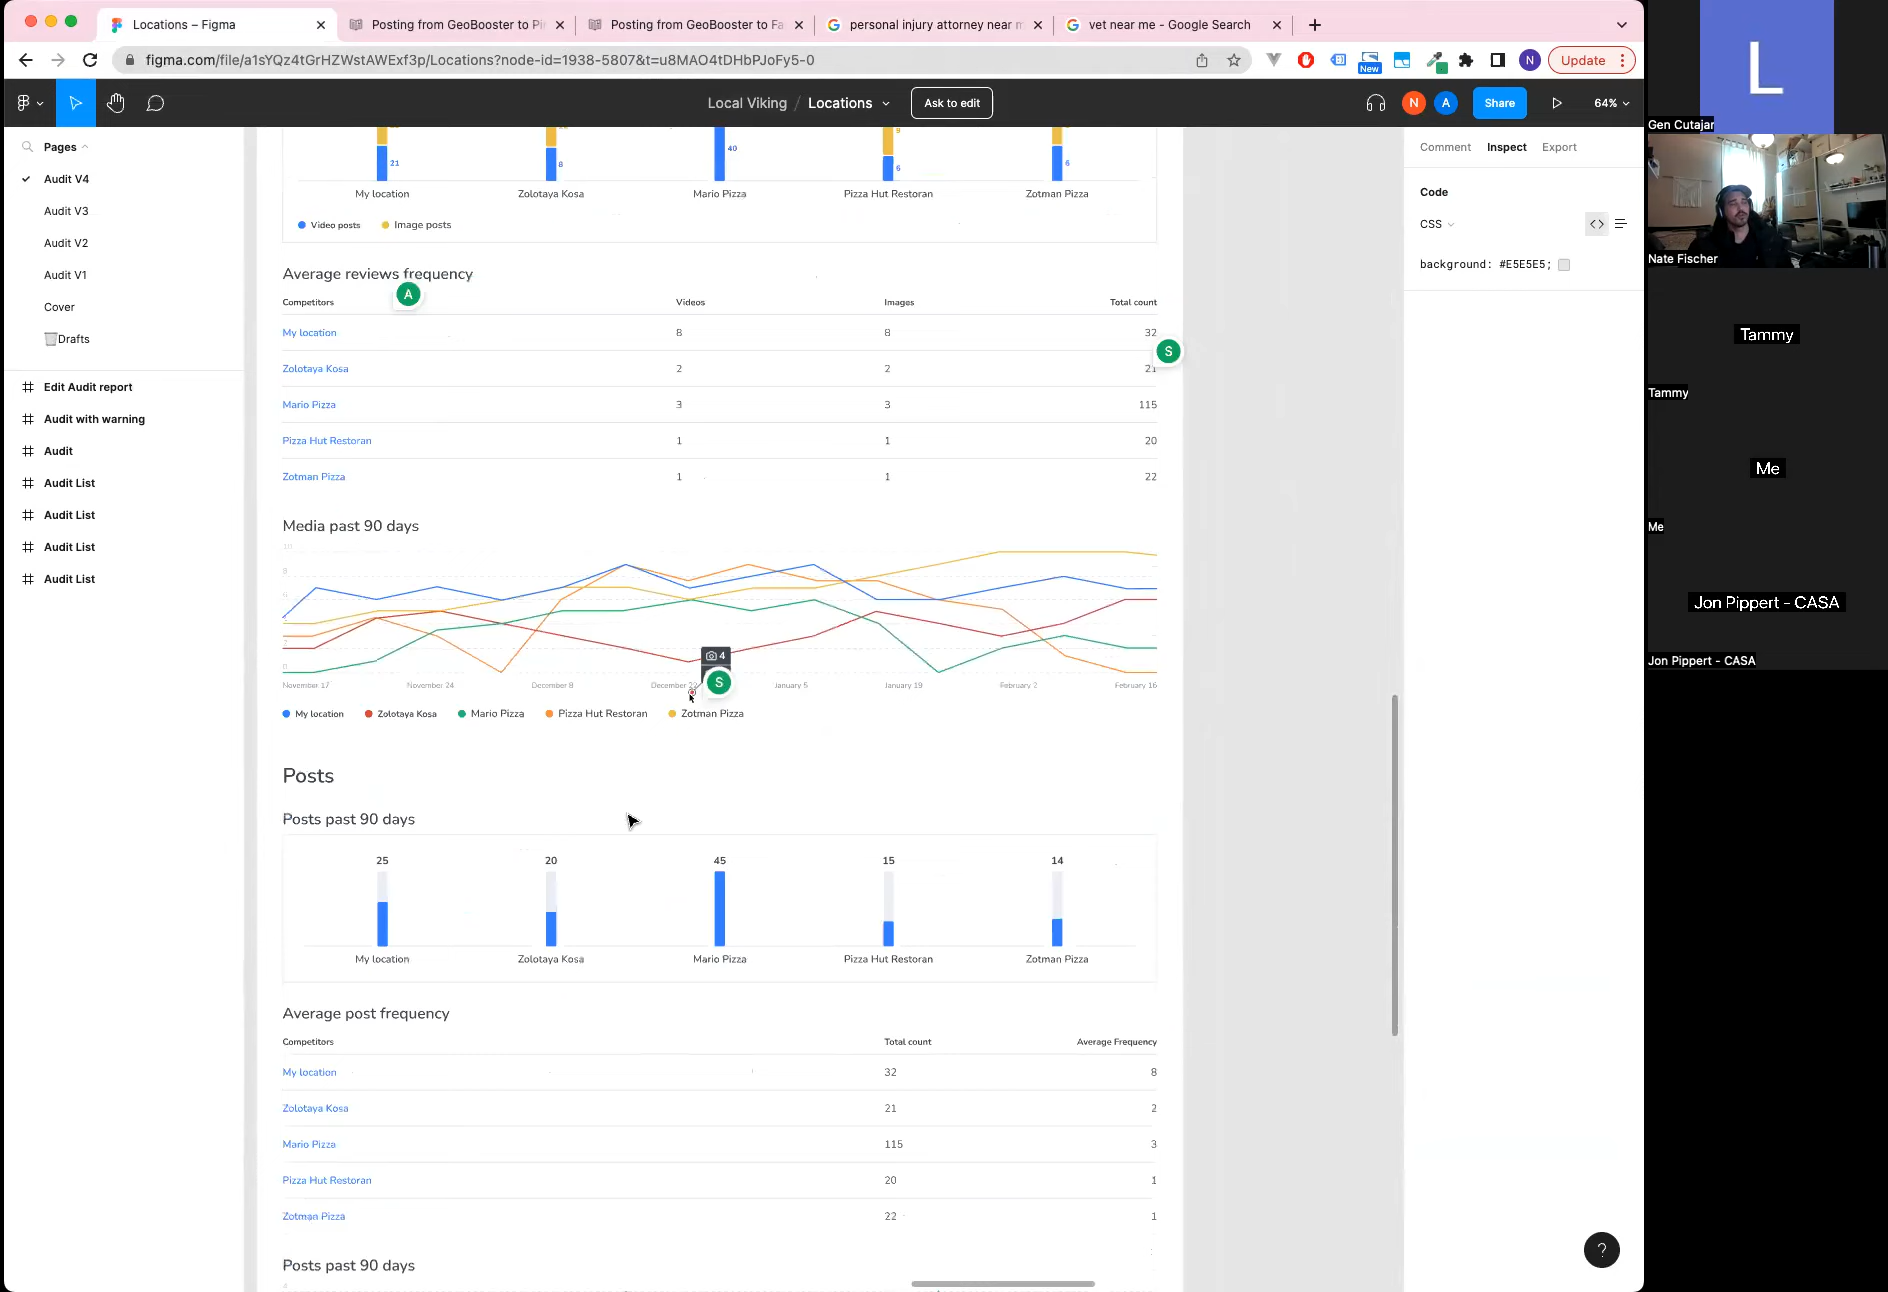 Locations – Figma
Posting from GeoBooster to Pi
Posting from GeoBooster to Fa
personal injury attorney near m
vet near me - Google Search
figma.com/file/a1sYQz4tGrHZWstAWExf3p/Locations?node-id=1938-5807&t=u8MAO4tDHbPJoFy5-0
New
N
Update
Local Viking / Locations
Ask to edit
N
A
Share
64%
Pages
Audit V4
Audit V3
Audit V2
Audit V1
Cover
Drafts
Edit Audit report
Audit with warning
Audit
Audit List
Audit List
Audit List
Audit List
21
8
40
9
6
6
My location
Zolotaya Kosa
Mario Pizza
Pizza Hut Restoran
Zotman Pizza
Video posts
Image posts
Average reviews frequency
A
Competitors Videos Images Total count
My location 8 8 32
S
Zolotaya Kosa 2 2 21
Mario Pizza 3 3 115
Pizza Hut Restoran 1 1 20
Zotman Pizza 1 1 22
Media past 90 days
10
8
4
S
November 17 November 24 December 8 December 22 January 5 January 19 February 2 February 16
My location Zolotaya Kosa Mario Pizza Pizza Hut Restoran Zotman Pizza
Posts
Posts past 90 days
25 20 45 15 14
My location Zolotaya Kosa Mario Pizza Pizza Hut Restoran Zotman Pizza
Average post frequency
Competitors Total count Average Frequency
My location 32 8
Zolotaya Kosa 21 2
Mario Pizza 115 3
Pizza Hut Restoran 20 1
Zotman Pizza 22 1
Posts past 90 days
4
Comment Inspect Export
Code
CSS
background: #E5E5E5;
?
L
Gen Cutajar
Nate Fischer
Tammy
Tammy
Me
Me
Jon Pippert - CASA
Jon Pippert - CASA